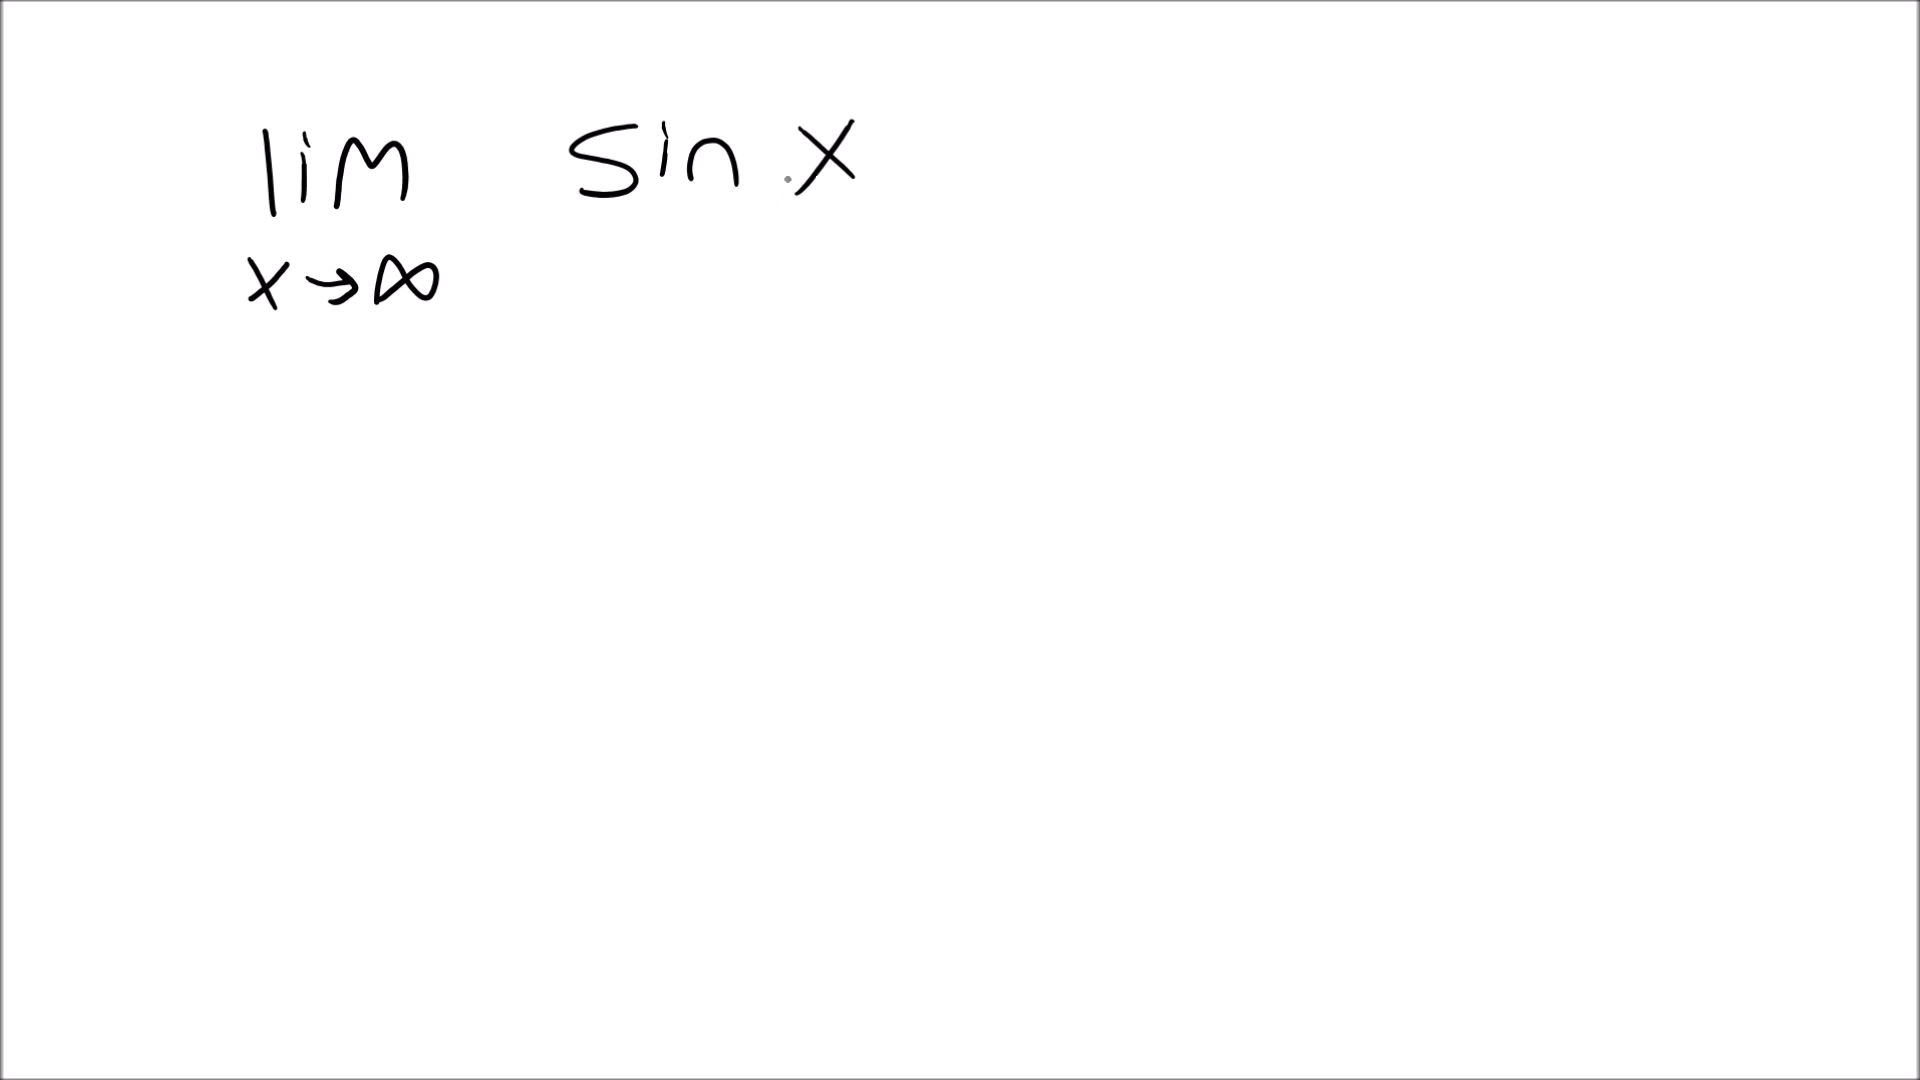 lim sin x
x→∞